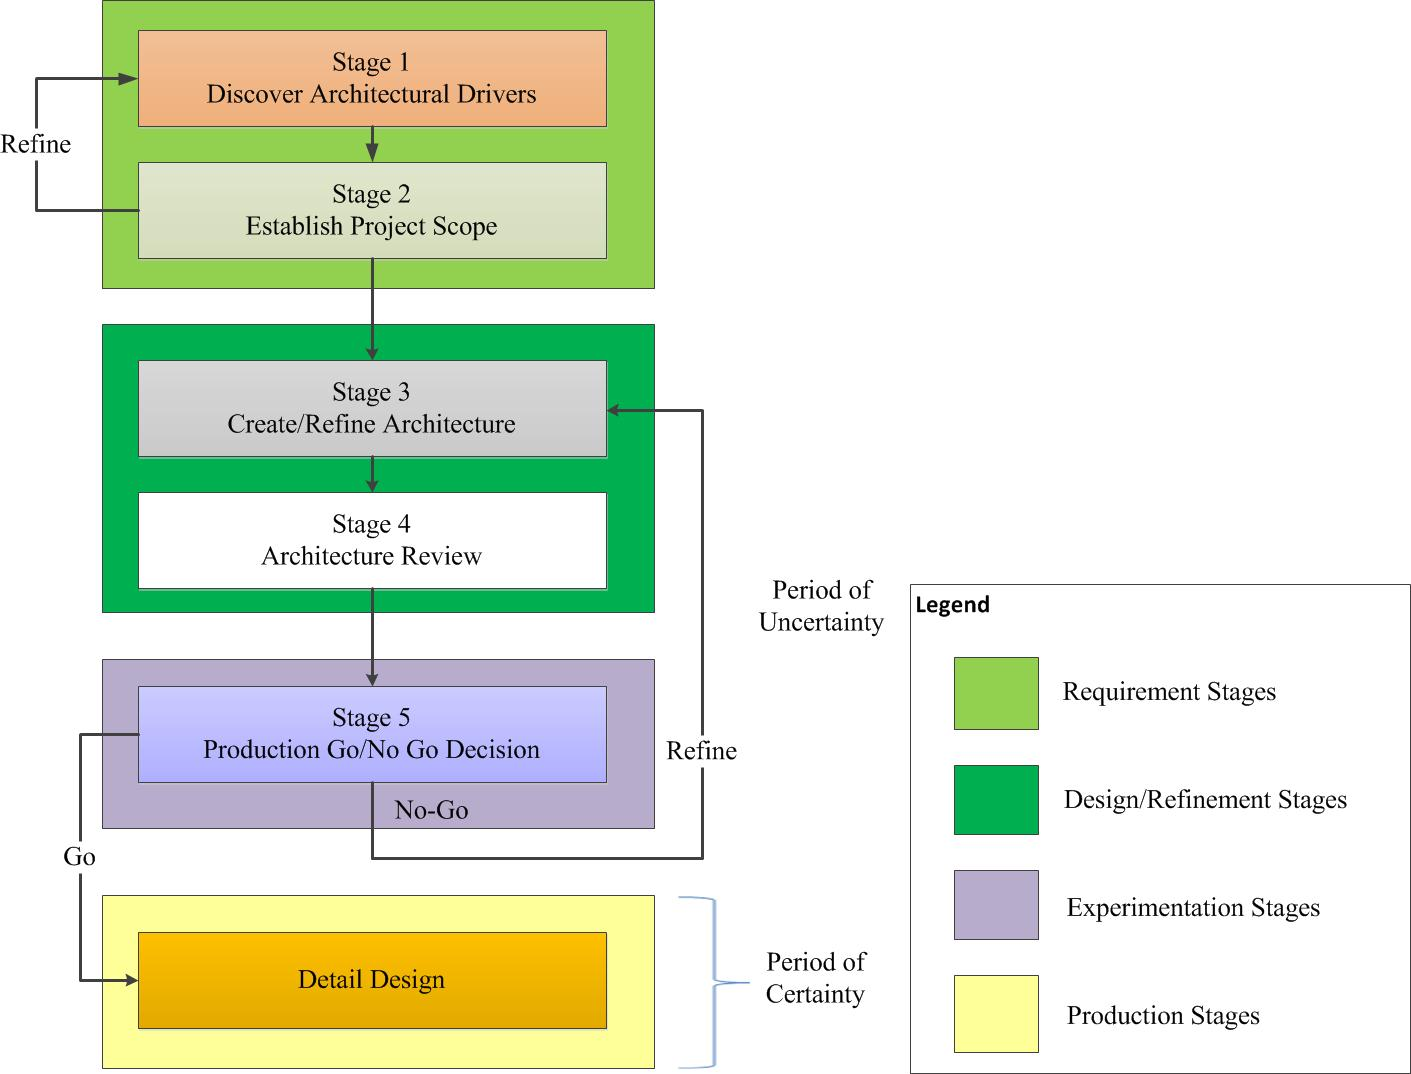 Stage 1
Discover Architectural Drivers
Refine
Stage 2
Establish Project Scope
Stage 3
Create/Refine Architecture
Stage 4
Architecture Review
Stage 5
Production Go/No Go Decision
No-Go
Refine
Go
Detail Design
Period of
Uncertainty
Period of
Certainty
Legend
Requirement Stages
Design/Refinement Stages
Experimentation Stages
Production Stages